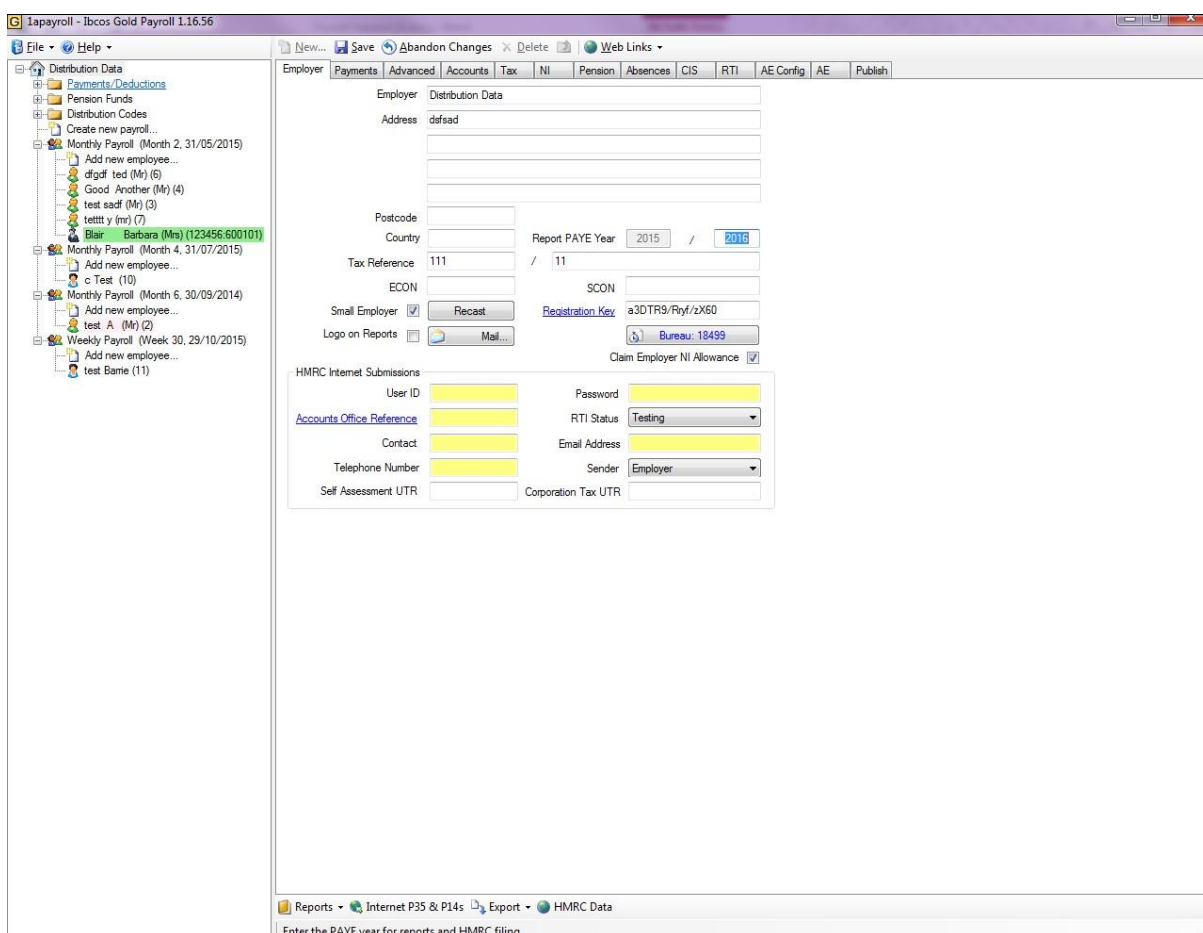 G 1apayroll - Ibcos Gold Payroll 1.16.56
File Help
New... Save Abandon Changes Delete Web Links
Distribution Data
Payments/Deductions
Pension Funds
Distribution Codes
Create new payroll...
Monthly Payroll (Month 2, 31/05/2015)
Add new employee...
dfgdf ted (Mr) (6)
Good Another (Mr) (4)
test sadf (Mr) (3)
tetttt y (mr) (7)
Blair Barbara (Mrs) (123456:600101)
Monthly Payroll (Month 4, 31/07/2015)
Add new employee...
c Test (10)
Monthly Payroll (Month 6, 30/09/2014)
Add new employee...
test A (Mr) (2)
Weekly Payroll (Week 30, 29/10/2015)
Add new employee...
test Barrie (11)
Employer Payments Advanced Accounts Tax NI Pension Absences CIS RTI AE Config AE Publish
Employer Distribution Data
Address dsfsad
Postcode
Country Report PAYE Year 2015 / 2016
Tax Reference 111 / 11
ECON SCON
Small Employer Recast Registration Key a3DTR9/Rryf/zX60
Logo on Reports Mail... Bureau: 18499
Claim Employer NI Allowance
HMRC Internet Submissions
User ID Password
Accounts Office Reference RTI Status Testing
Contact Email Address
Telephone Number Sender Employer
Self Assessment UTR Corporation Tax UTR
Reports Internet P35 & P14s Export HMRC Data
Enter the PAYE year for reports and HMRC filing